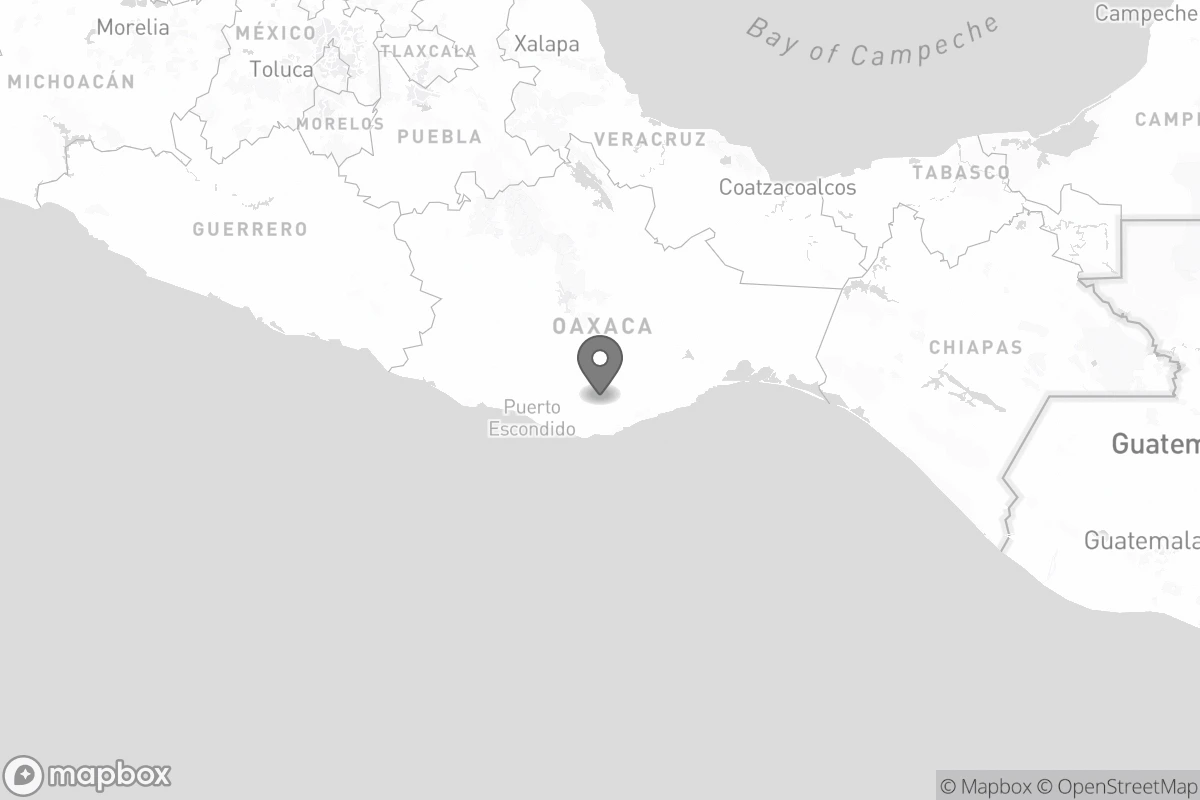 Morelia
MÉXICO
Toluca
TLAXCALA
Xalapa
Bay of Campeche
Campeche
MICHOACÁN
MORELOS
PUEBLA
VERACRUZ
CAMPE
Coatzacoalcos
TABASCO
GUERRERO
OAXACA
CHIAPAS
Puerto
Escondido
Guatem
Guatemala
mapbox
© Mapbox © OpenStreetMap